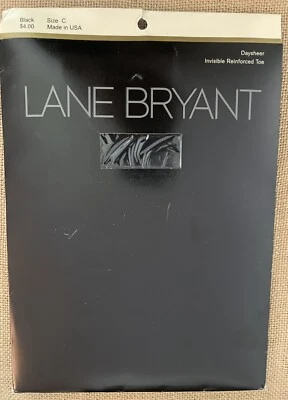 Black Size C
$4.00 Made in USA
Daysheer
Invisible Reinforced Toe
LANE BRYANT